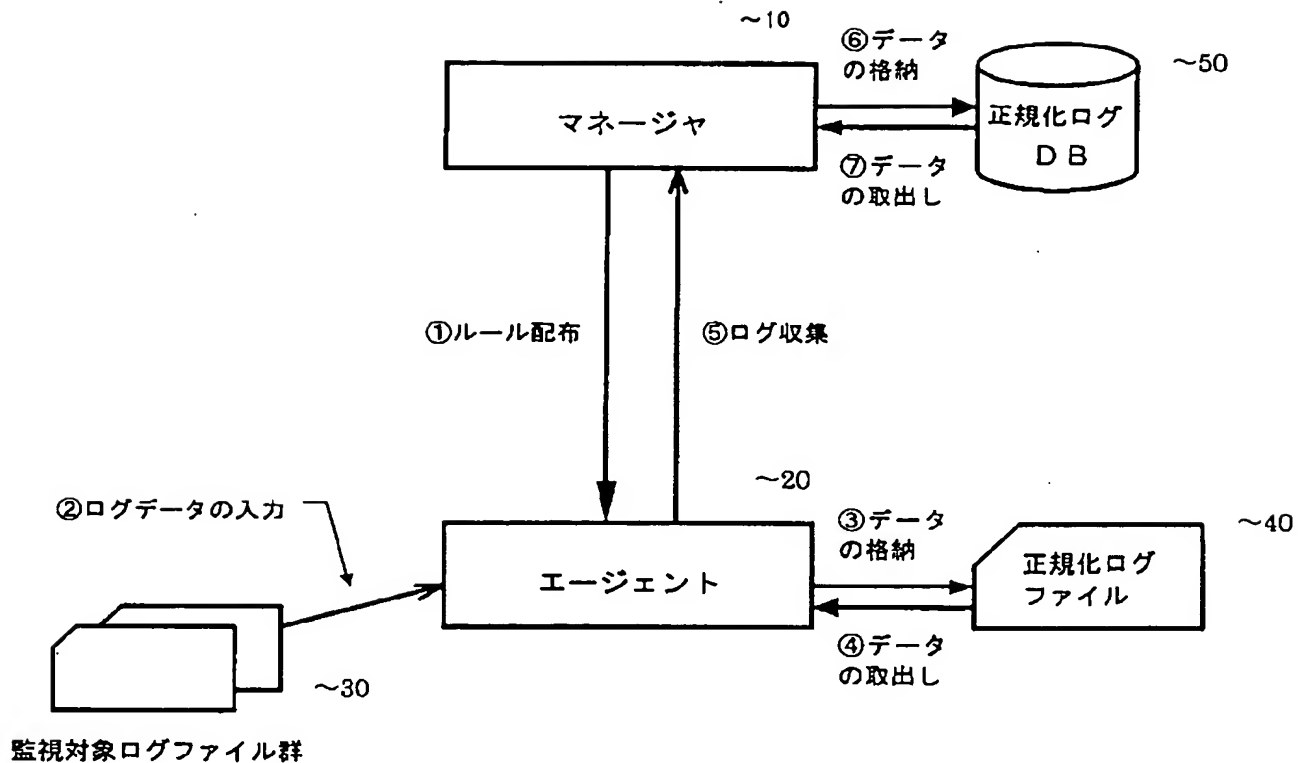 ～10
⑥データ
の格納
～50
マネージャ
正規化ログ
DB
⑦データ
の取出し
①ルール配布
⑤ログ収集
～20
②ログデータの入力
③データ
の格納
～40
エージェント
正規化ログ
ファイル
④データ
の取出し
～30
監視対象ログファイル群